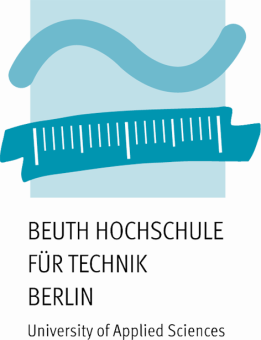 BEUTH HOCHSCHULE
FÜR TECHNIK
BERLIN
University of Applied Sciences